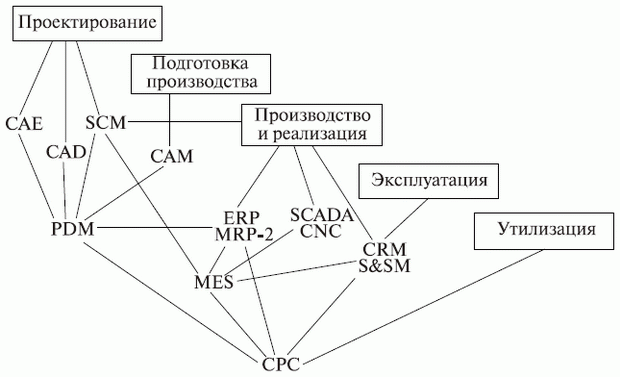 Проектирование
Подготовка
производства
Производство
и реализация
CAE
SCM
CAD
CAM
Эксплуатация
PDM
ERP
MRP-2
SCADA
CNC
Утилизация
CRM
S&SM
MES
CPC